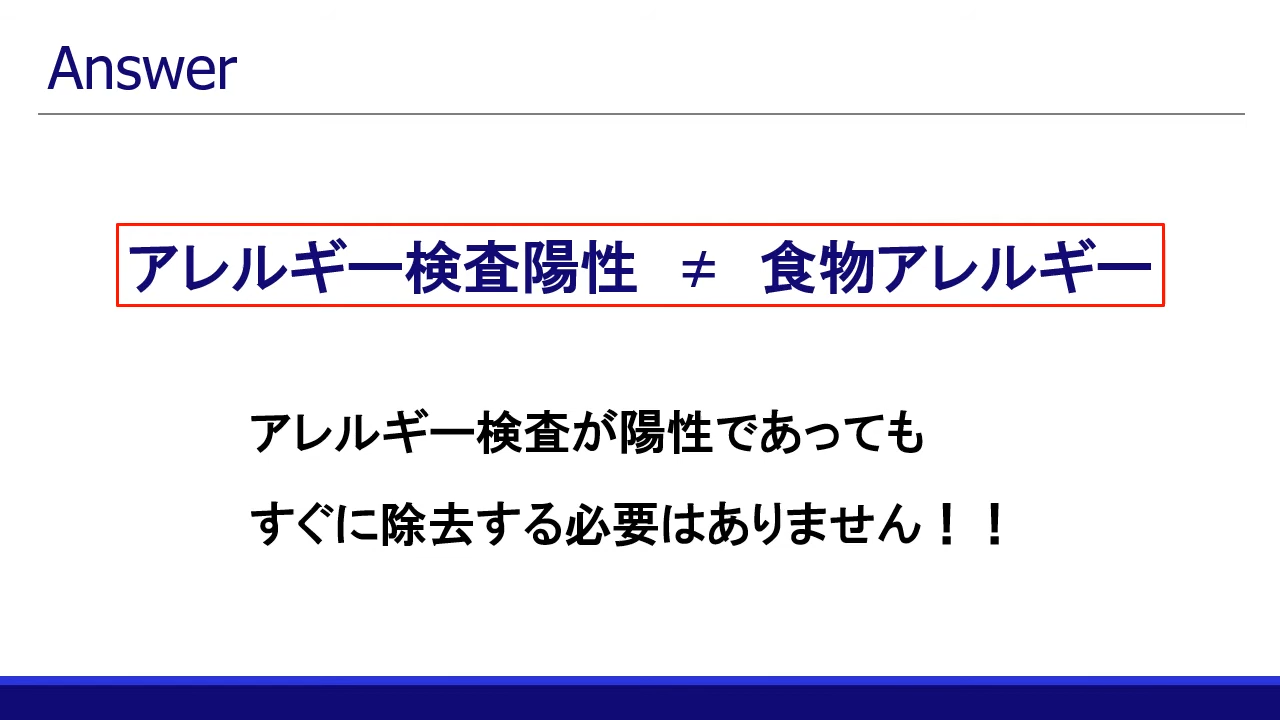 Answer
アレルギー検査陽性　≠　食物アレルギー
アレルギー検査が陽性であっても
すぐに除去する必要はありません！！